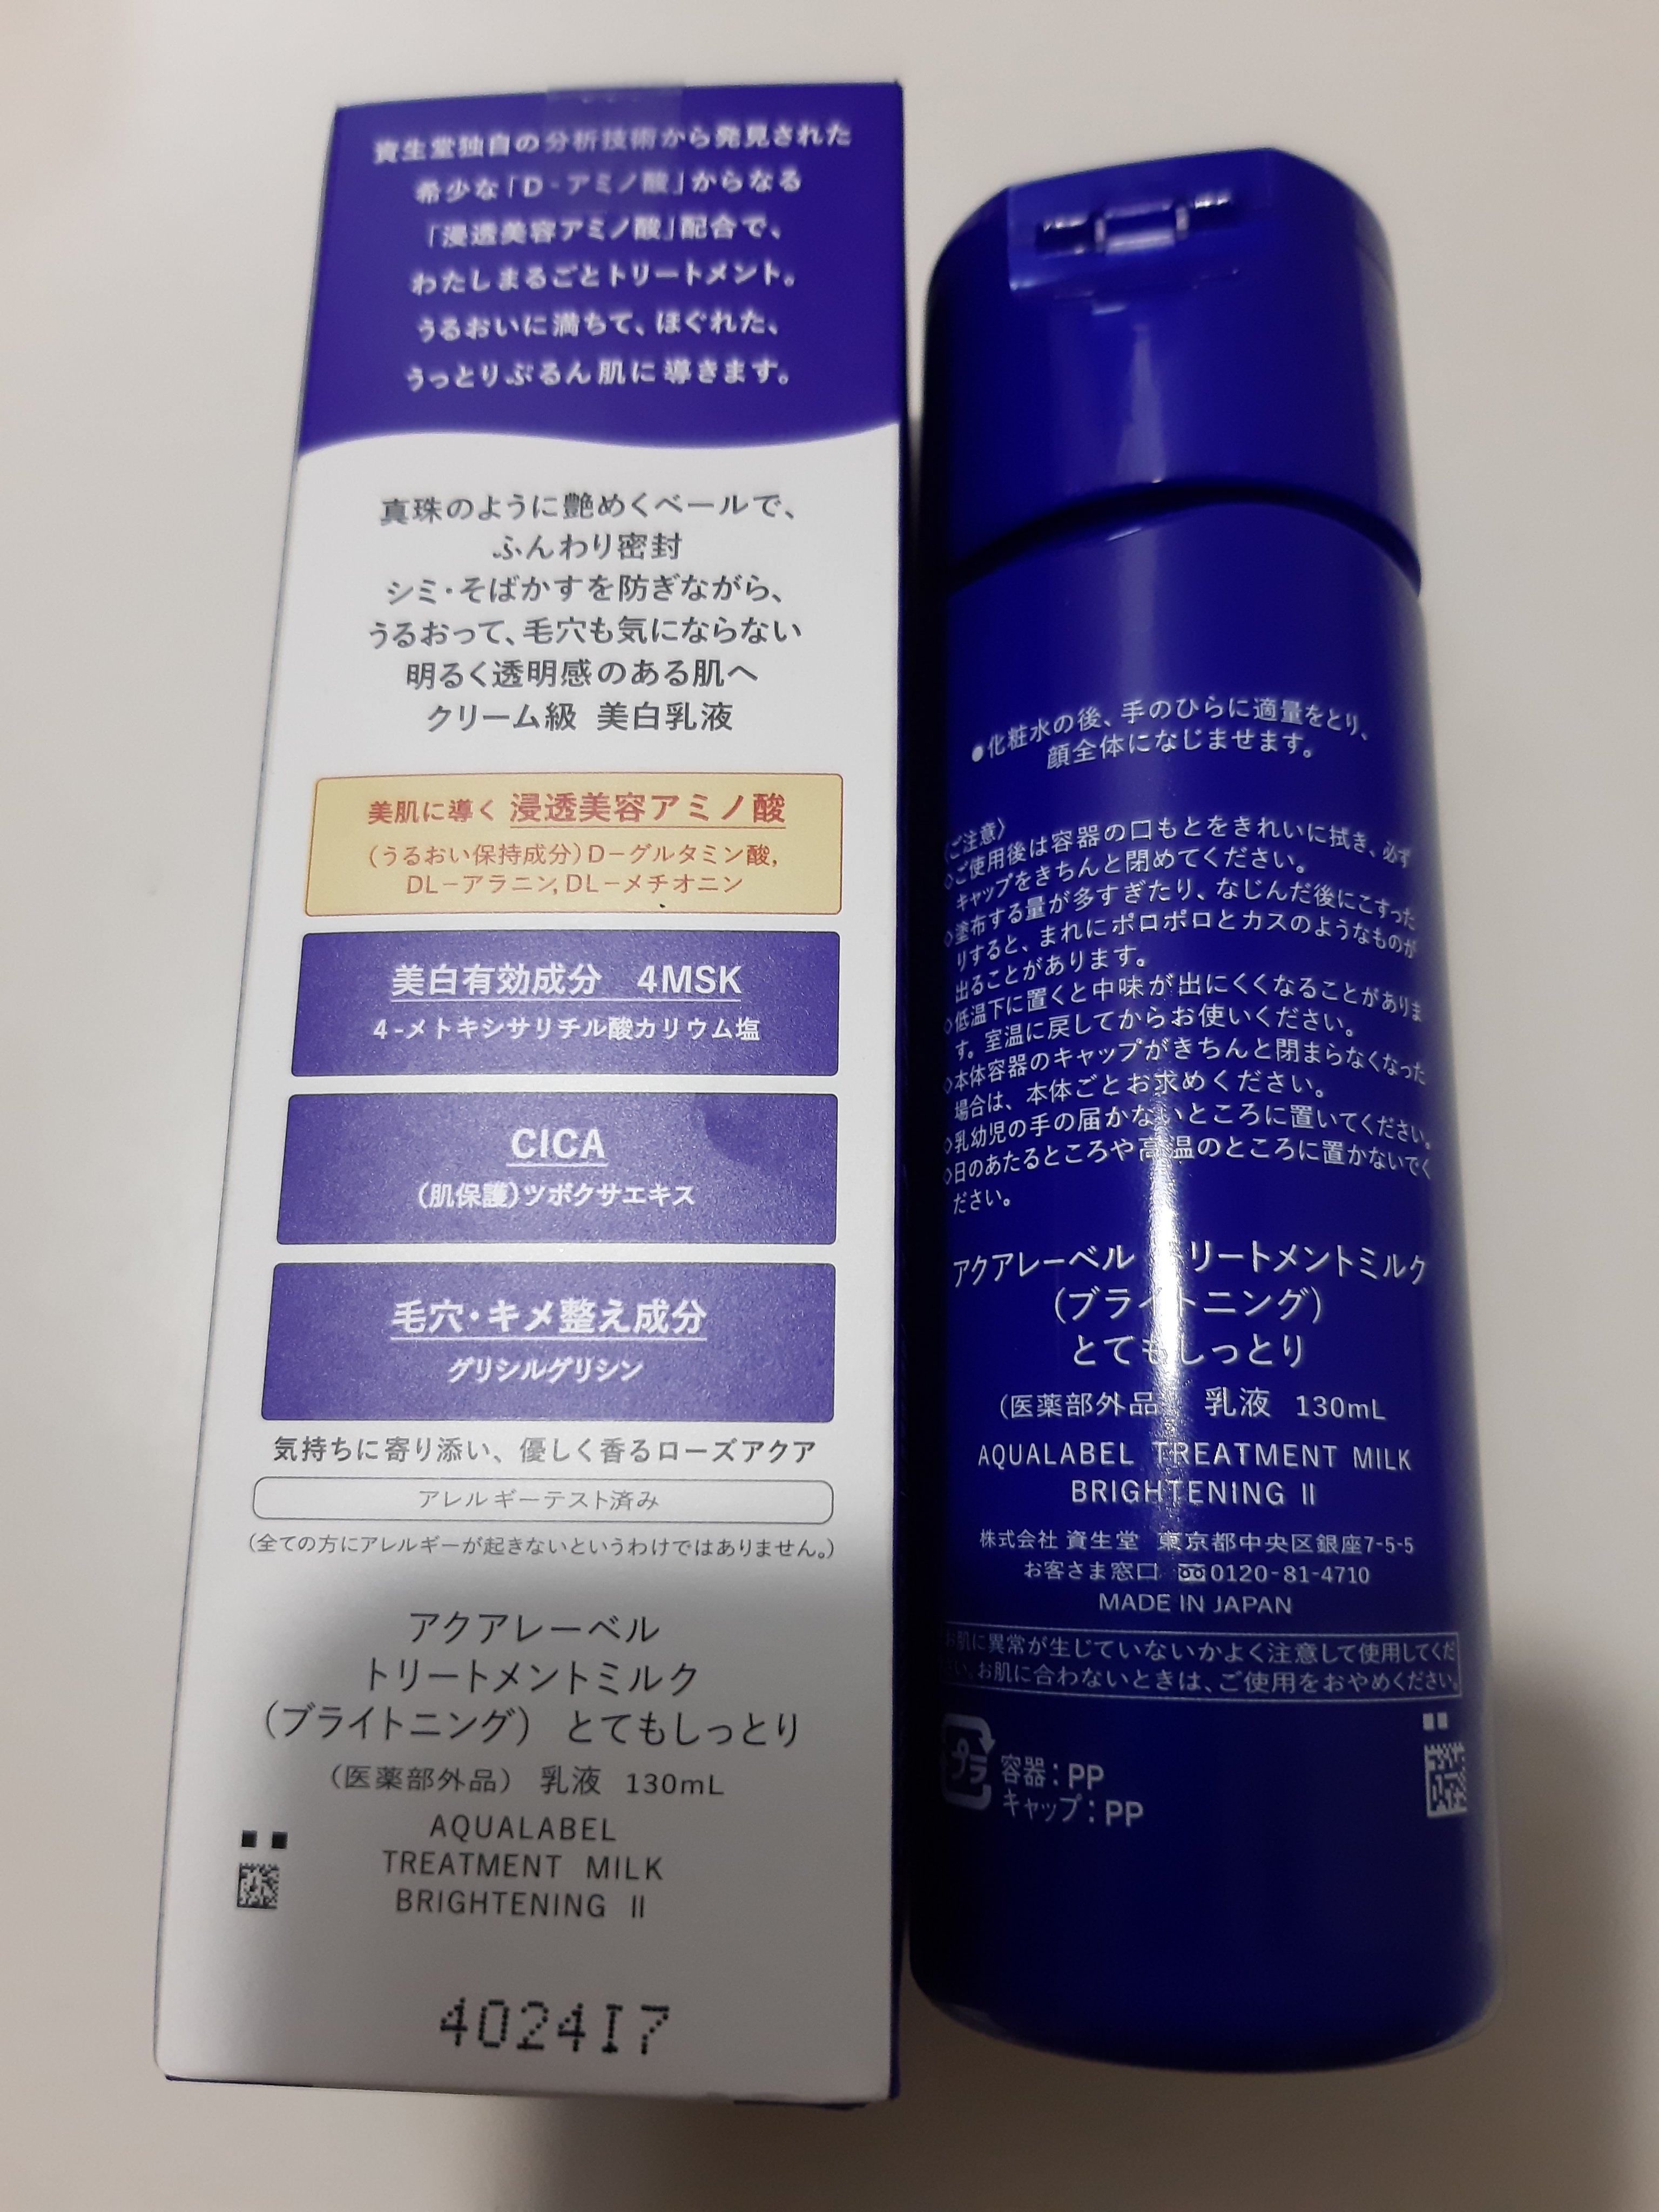 資生堂独自の分析技術から発見された
希少な「D-アミノ酸」からなる
「浸透美容アミノ酸」配合で、
わたしまるごとトリートメント。
うるおいに満ちて、ほぐれた、
うっとりぷるん肌に導きます。
真珠のように艶めくベールで、
ふんわり密封
シミ・そばかすを防ぎながら、
うるおって、毛穴も気にならない
明るく透明感のある肌へ
クリーム級 美白乳液
美肌に導く 浸透美容アミノ酸
(うるおい保持成分)D-グルタミン酸,
DL-アラニン,DL-メチオニン
美白有効成分 4MSK
4-メトキシサリチル酸カリウム塩
CICA
(肌保護)ツボクサエキス
毛穴・キメ整え成分
グリシルグリシン
気持ちに寄り添い、優しく香るローズアクア
アレルギーテスト済み
(全ての方にアレルギーが起きないというわけではありません。)
アクアレーベル
トリートメントミルク
(ブライトニング) とてもしっとり
(医薬部外品) 乳液 130mL
AQUALABEL
TREATMENT MILK
BRIGHTENING II
4024I7
●化粧水の後、手のひらに適量をとり、
顔全体になじませます。
〈ご注意〉
◇ご使用後は容器の口もとをきれいに拭き、必ず
キャップをきちんと閉めてください。
◇塗布する量が多すぎたり、なじんだ後にこすった
りすると、まれにポロポロとカスのようなものが
出ることがあります。
◇低温下に置くと中味が出にくくなることがありま
す。室温に戻してからお使いください。
◇本体容器のキャップがきちんと閉まらなくなった
場合は、本体ごとお求めください。
◇乳幼児の手の届かないところに置いてください。
◇日のあたるところや高温のところに置かないでく
ださい。
アクアレーベル トリートメントミルク
(ブライトニング)
とてもしっとり
(医薬部外品) 乳液 130mL
AQUALABEL TREATMENT MILK
BRIGHTENING II
株式会社 資生堂 東京都中央区銀座7-5-5
お客さま窓口 0120-81-4710
MADE IN JAPAN
お肌に異常が生じていないかよく注意して使用してくだ
さい。お肌に合わないときは、ご使用をおやめください。
プラ 容器:PP
キャップ:PP